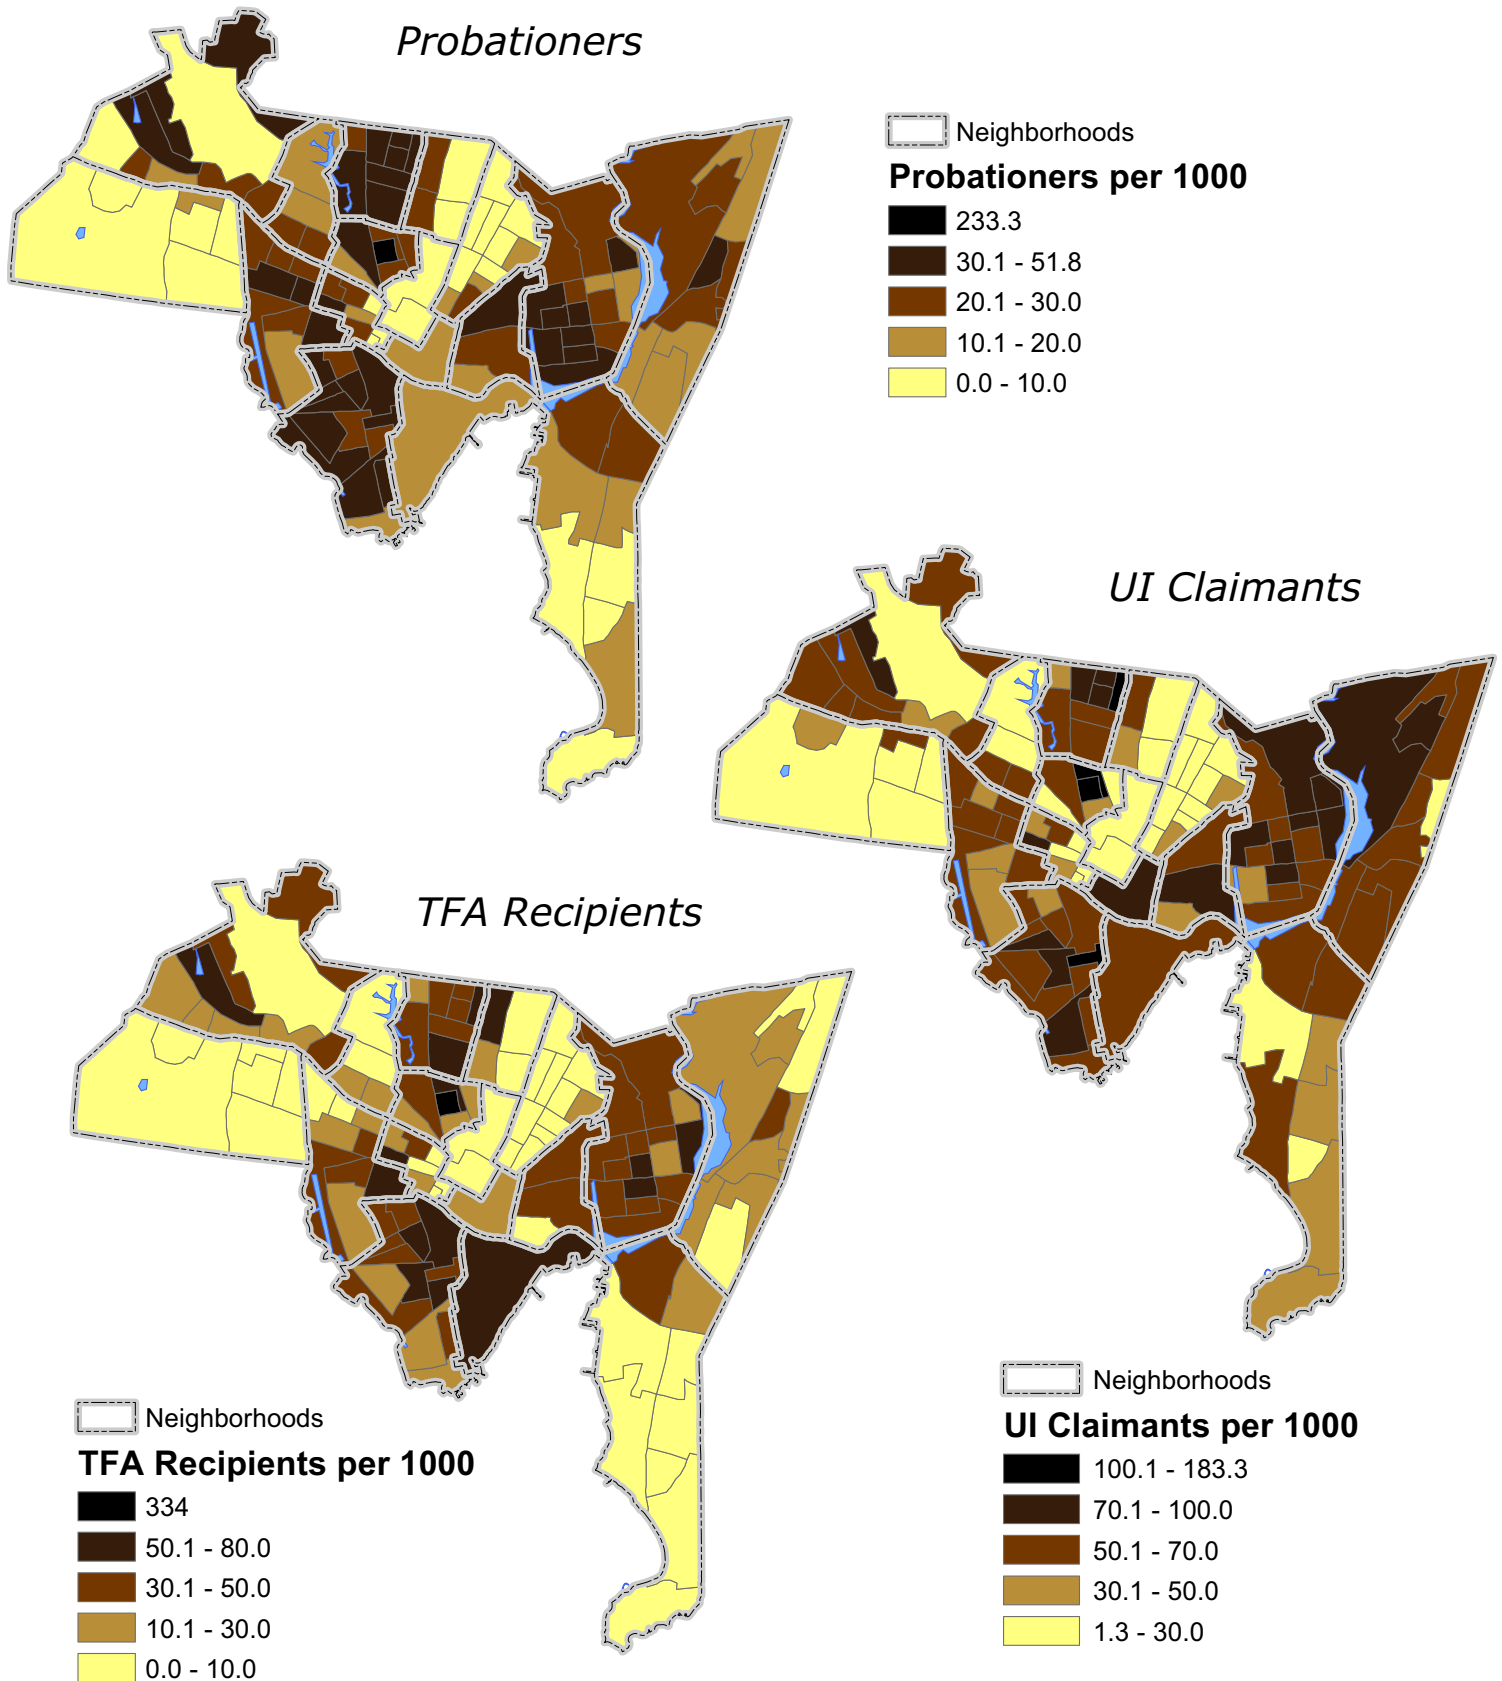 Probationers
Neighborhoods
Probationers per 1000
233.3
30.1 - 51.8
20.1 - 30.0
10.1 - 20.0
0.0 - 10.0
UI Claimants
TFA Recipients
Neighborhoods
TFA Recipients per 1000
334
50.1 - 80.0
30.1 - 50.0
10.1 - 30.0
0.0 - 10.0
Neighborhoods
UI Claimants per 1000
100.1 - 183.3
70.1 - 100.0
50.1 - 70.0
30.1 - 50.0
1.3 - 30.0